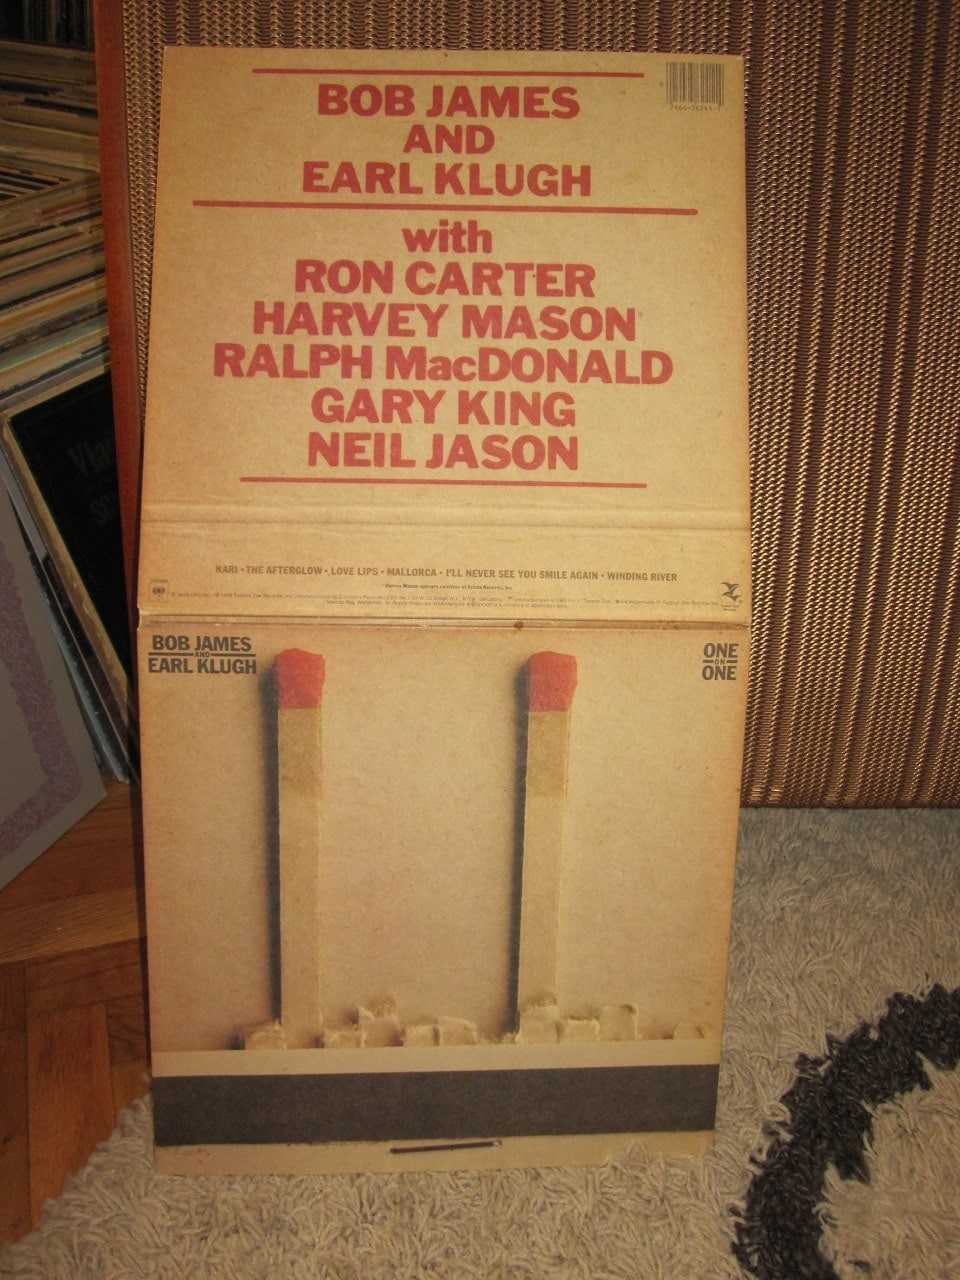 BOB JAMES
AND
EARL KLUGH
with
RON CARTER
HARVEY MASON*
RALPH MacDONALD
GARY KING
NEIL JASON
KARI • THE AFTERGLOW • LOVE LIPS • MALLORCA • I'LL NEVER SEE YOU SMILE AGAIN • WINDING RIVER
BOB JAMES
AND
EARL KLUGH
ONE
ON
ONE